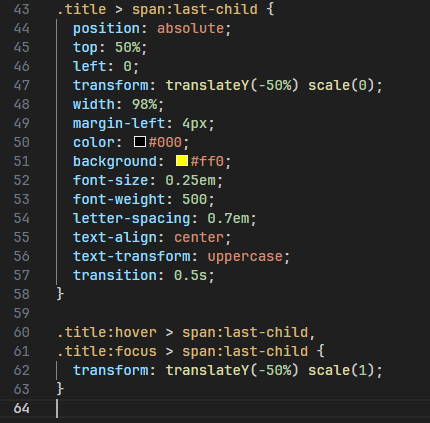 43 .title > span:last-child {
44   position: absolute;
45   top: 50%;
46   left: 0;
47   transform: translateY(-50%) scale(0);
48   width: 98%;
49   margin-left: 4px;
50   color: #000;
51   background: #ff0;
52   font-size: 0.25em;
53   font-weight: 500;
54   letter-spacing: 0.7em;
55   text-align: center;
56   text-transform: uppercase;
57   transition: 0.5s;
58 }
59
60 .title:hover > span:last-child,
61 .title:focus > span:last-child {
62   transform: translateY(-50%) scale(1);
63 }
64